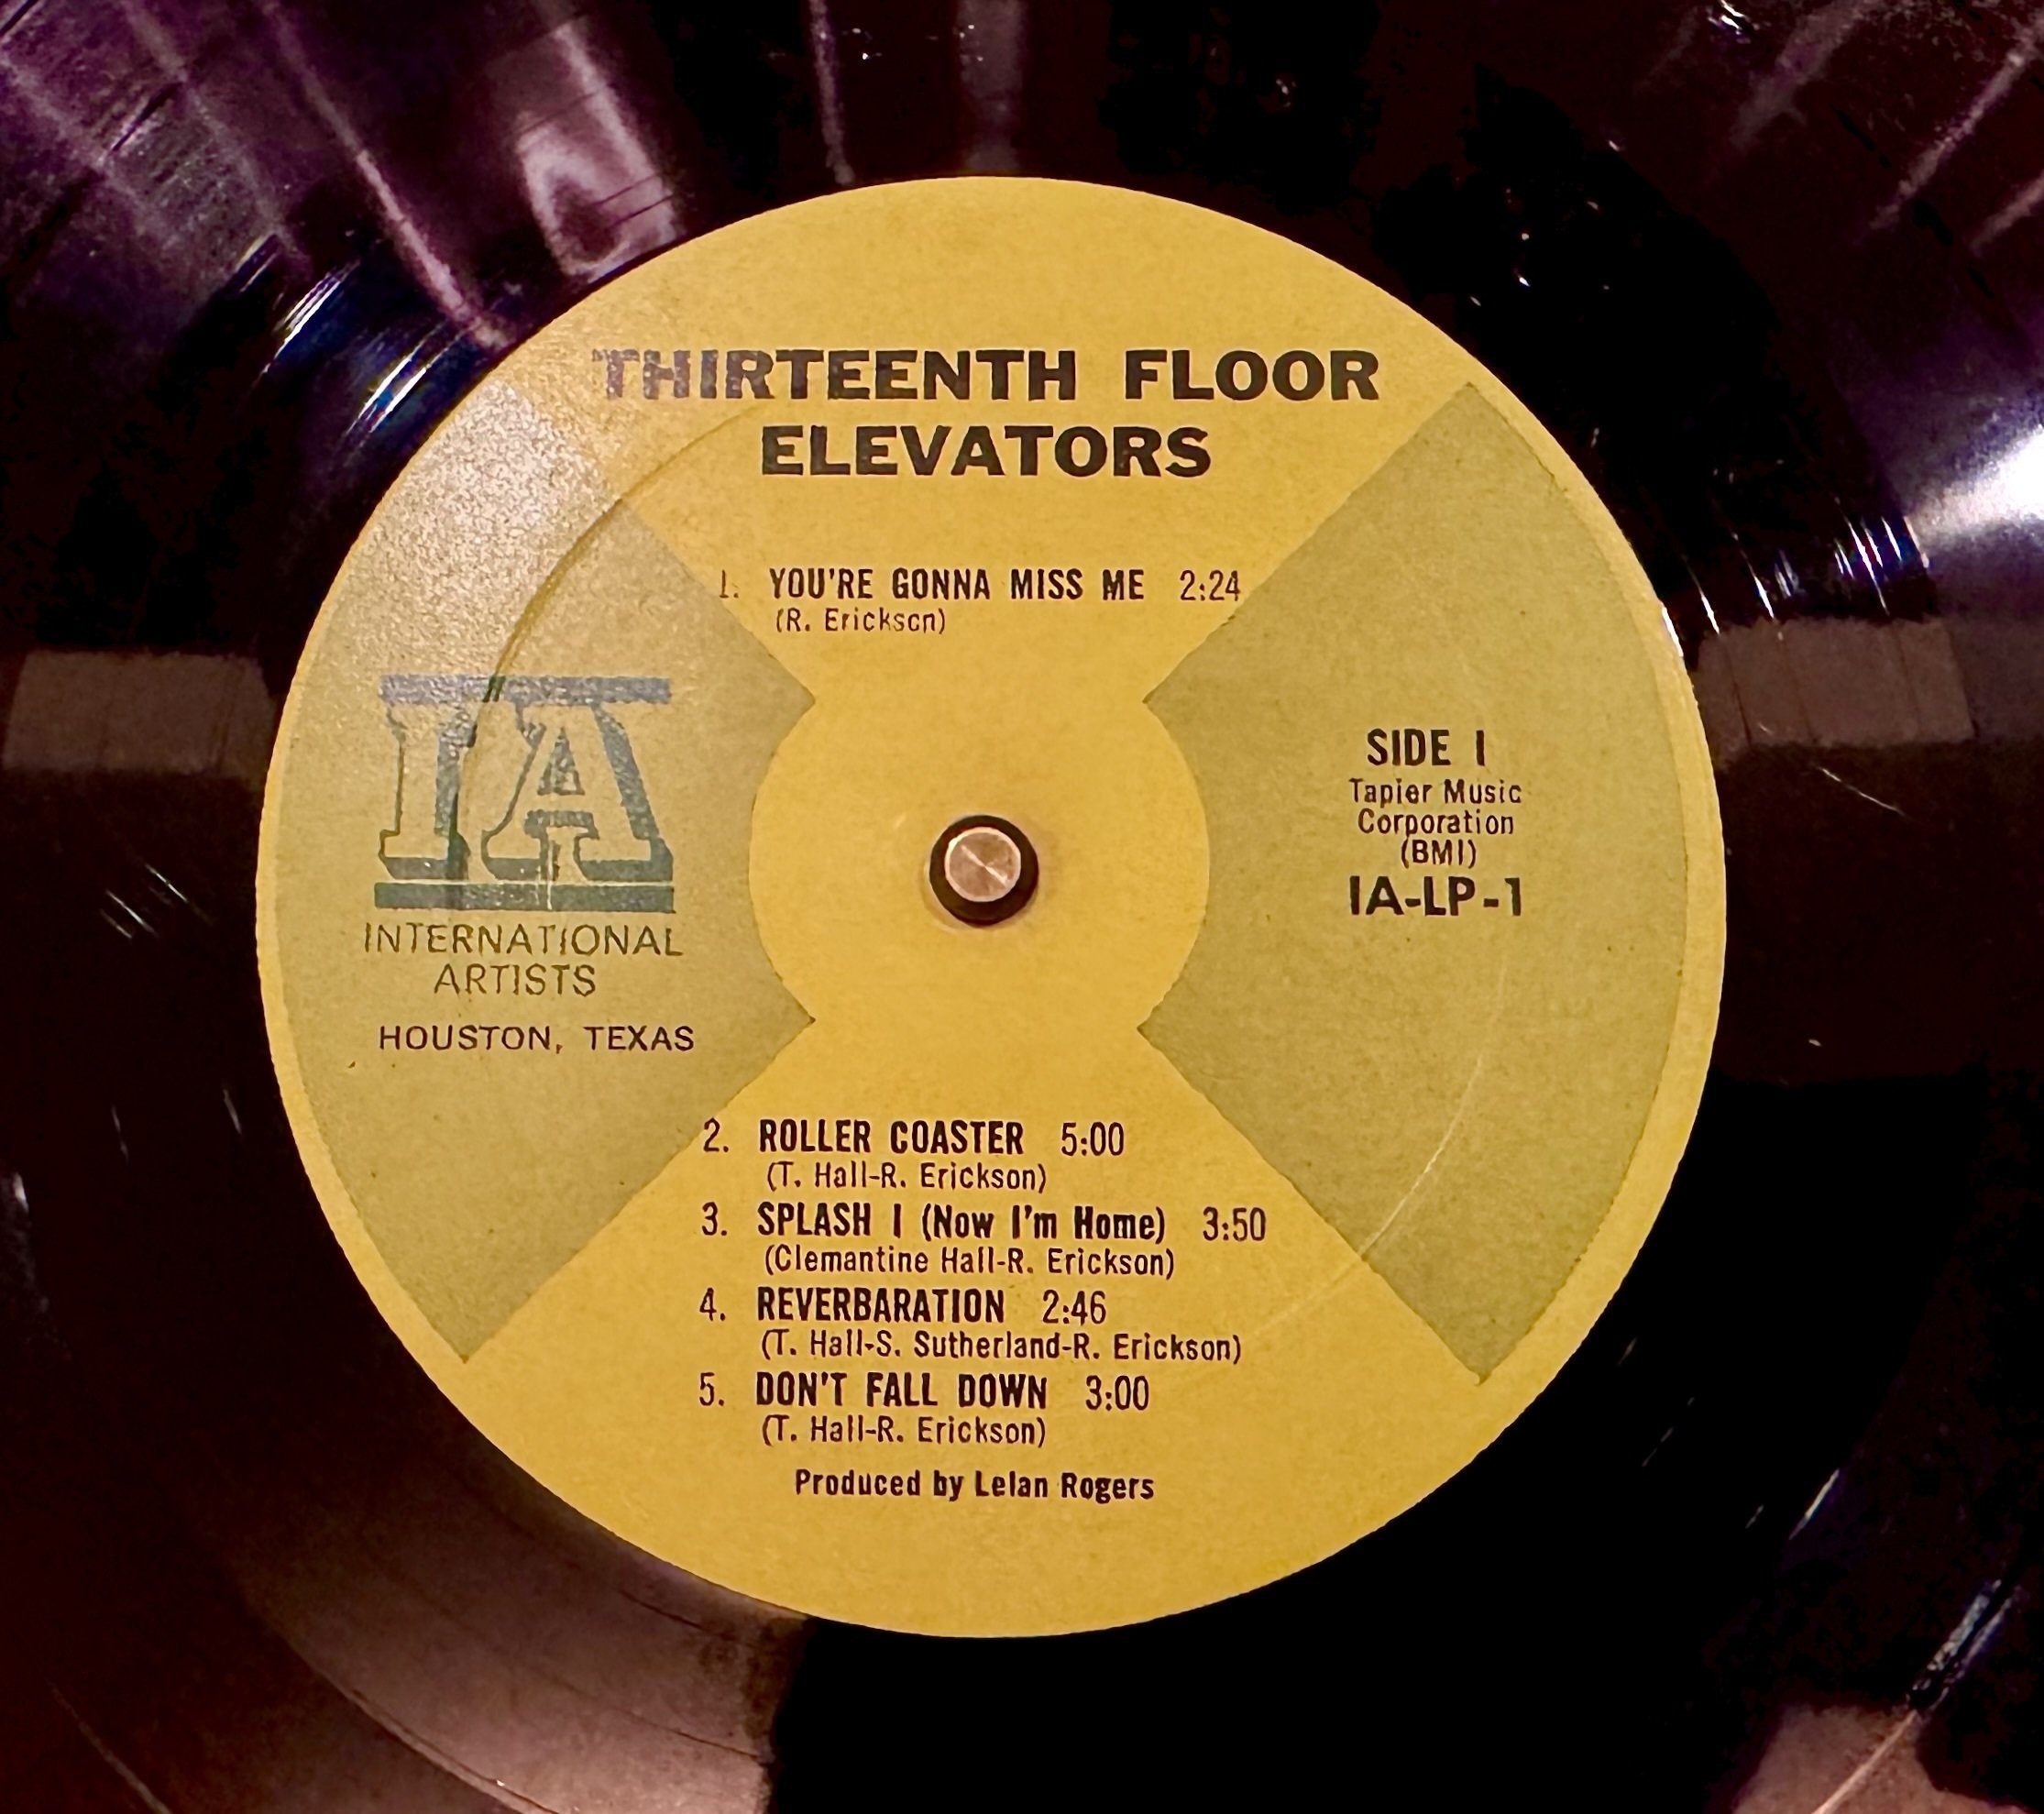 THIRTEENTH FLOOR
ELEVATORS
1. YOU'RE GONNA MISS ME 2:24
(R. Erickson)
IA
INTERNATIONAL
ARTISTS
HOUSTON, TEXAS
SIDE 1
Tapier Music
Corporation
(BMI)
IA-LP-1
2. ROLLER COASTER 5:00
(T. Hall-R. Erickson)
3. SPLASH 1 (Now I'm Home) 3:50
(Clemantine Hall-R. Erickson)
4. REVERBARATION 2:46
(T. Hall-S. Sutherland-R. Erickson)
5. DON'T FALL DOWN 3:00
(T. Hall-R. Erickson)
Produced by Lelan Rogers